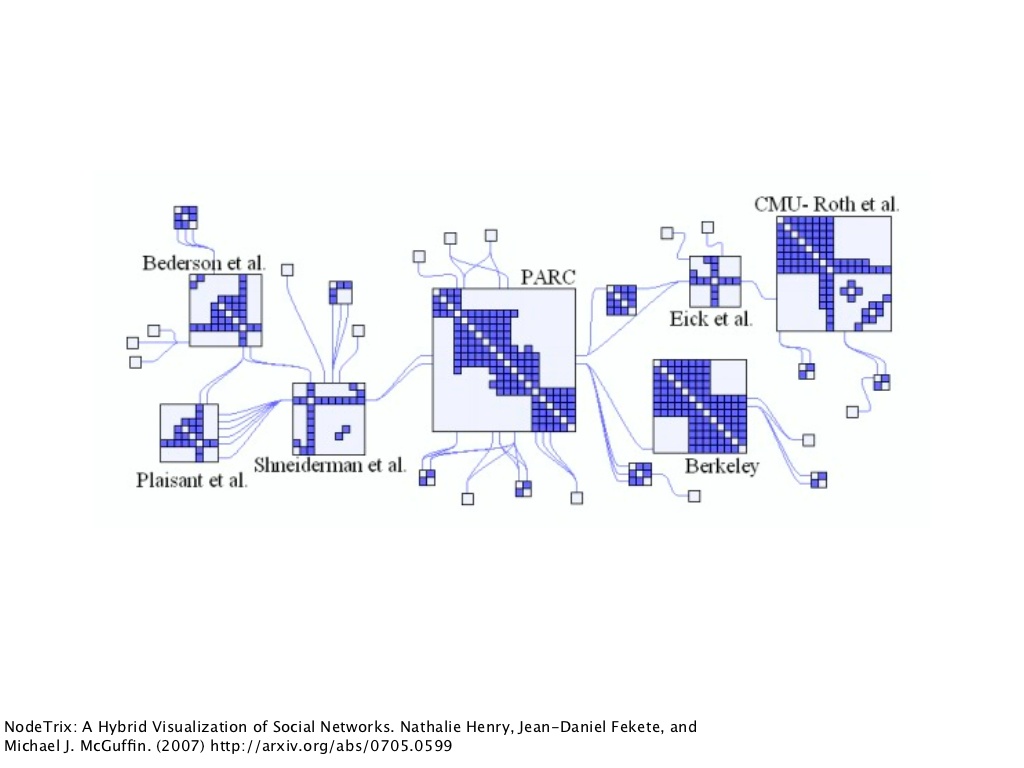 CMU- Roth et al.
Bederson et al.
PARC
Eick et al.
Shneiderman et al.
Berkeley
Plaisant et al.
NodeTrix: A Hybrid Visualization of Social Networks. Nathalie Henry, Jean-Daniel Fekete, and
Michael J. McGuffin. (2007) http://arxiv.org/abs/0705.0599